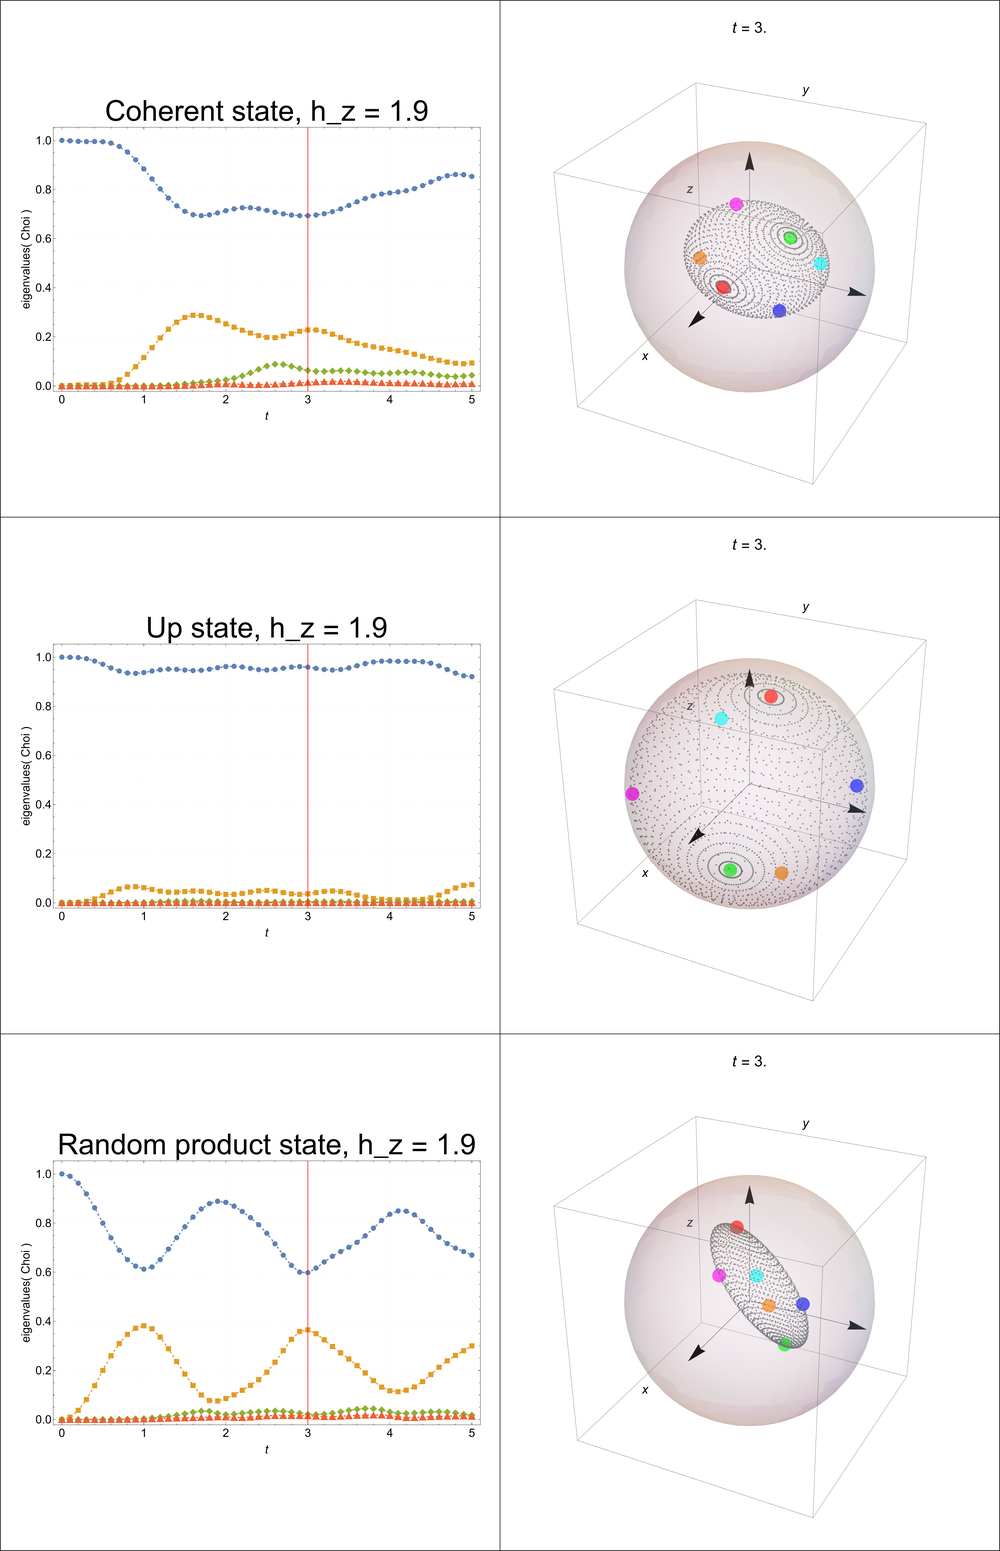 t = 3.
Coherent state, h_z = 1.9
eigenvalues( Choi )
1.0
0.8
0.6
0.4
0.2
0.0
0 1 2 3 4 5
t
y
z
x
t = 3.
Up state, h_z = 1.9
eigenvalues( Choi )
1.0
0.8
0.6
0.4
0.2
0.0
0 1 2 3 4 5
t
y
z
x
t = 3.
Random product state, h_z = 1.9
eigenvalues( Choi )
1.0
0.8
0.6
0.4
0.2
0.0
0 1 2 3 4 5
t
y
z
x